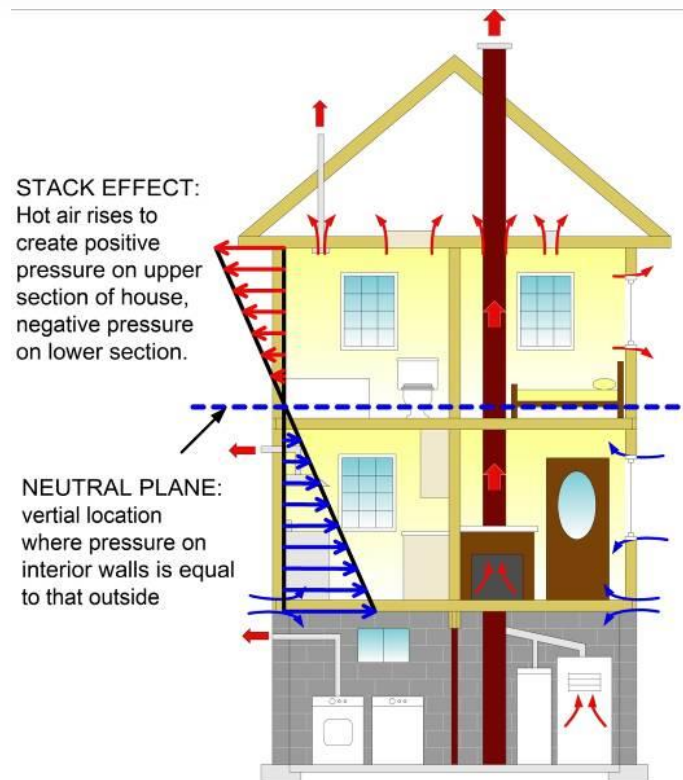 STACK EFFECT:
Hot air rises to
create positive
pressure on upper
section of house,
negative pressure
on lower section.
NEUTRAL PLANE:
vertial location
where pressure on
interior walls is equal
to that outside